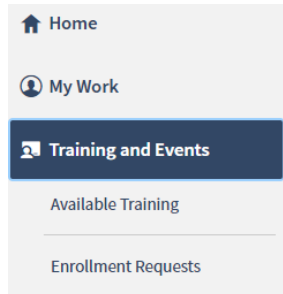 Home
My Work
Training and Events
Available Training
Enrollment Requests